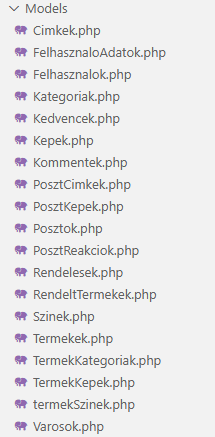 Models
Cimkek.php
FelhasznaloAdatok.php
Felhasznalok.php
Kategoriak.php
Kedvencek.php
Kepek.php
Kommentek.php
PosztCimkek.php
PosztKepek.php
Posztok.php
PosztReakciok.php
Rendelesek.php
RendeltTermekek.php
Szinek.php
Termekek.php
TermekKategoriak.php
TermekKepek.php
termekSzinek.php
Varosok.php